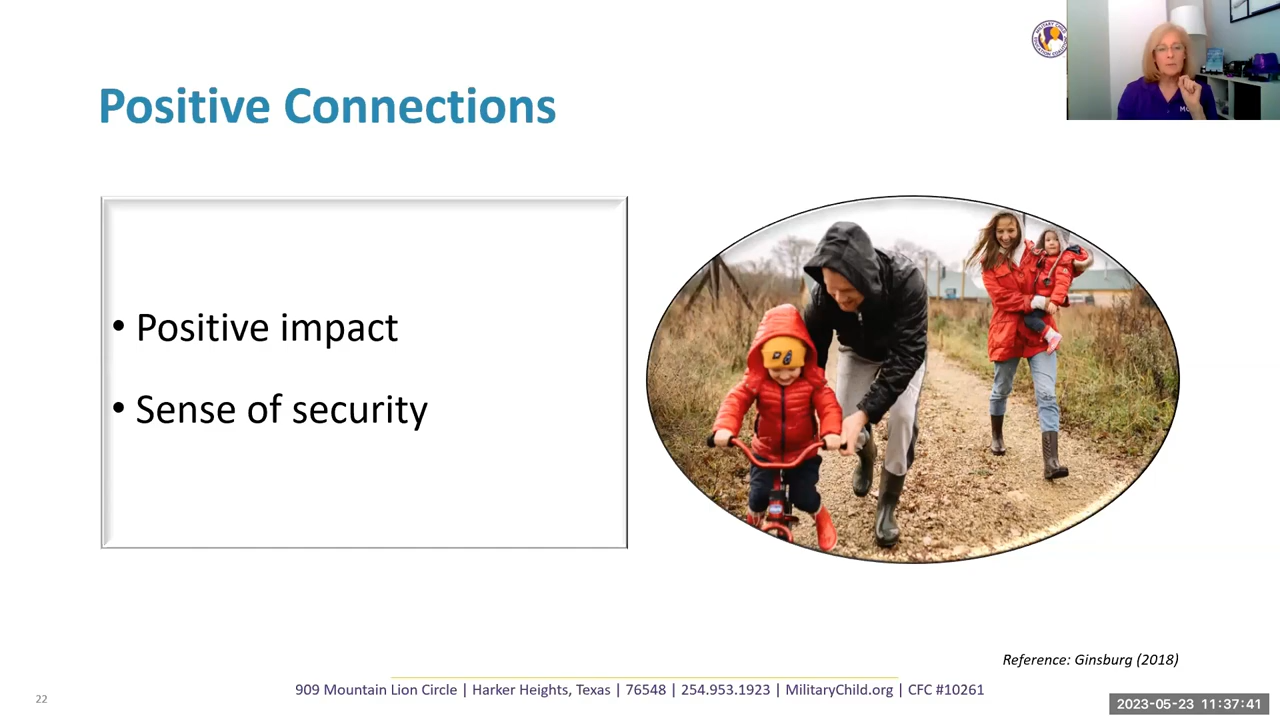 Positive Connections
• Positive impact
• Sense of security
Reference: Ginsburg (2018)
22
909 Mountain Lion Circle | Harker Heights, Texas | 76548 | 254.953.1923 | MilitaryChild.org | CFC #10261
2023-05-23 11:37:41